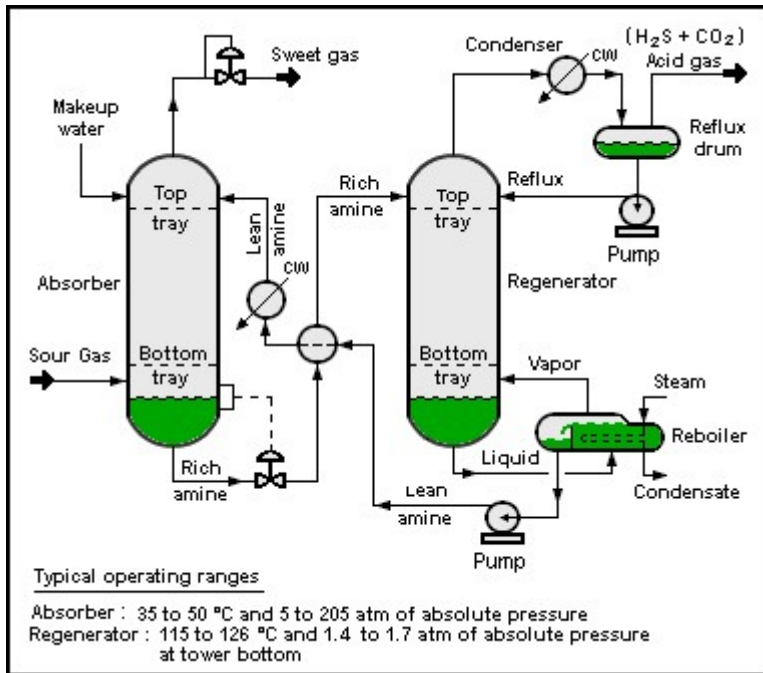 Sweet gas
Makeup
water
Top
tray
Absorber
Sour Gas
Bottom
tray
Rich
amine
Lean
amine
CW
Rich
amine
Condenser
CW
(H₂S + CO₂)
Acid gas
Reflux
drum
Reflux
Pump
Top
tray
Regenerator
Bottom
tray
Vapor
Steam
Reboiler
Liquid
Condensate
Lean
amine
Pump
Typical operating ranges
Absorber : 35 to 50 °C and 5 to 205 atm of absolute pressure
Regenerator : 115 to 126 °C and 1.4 to 1.7 atm of absolute pressure
at tower bottom